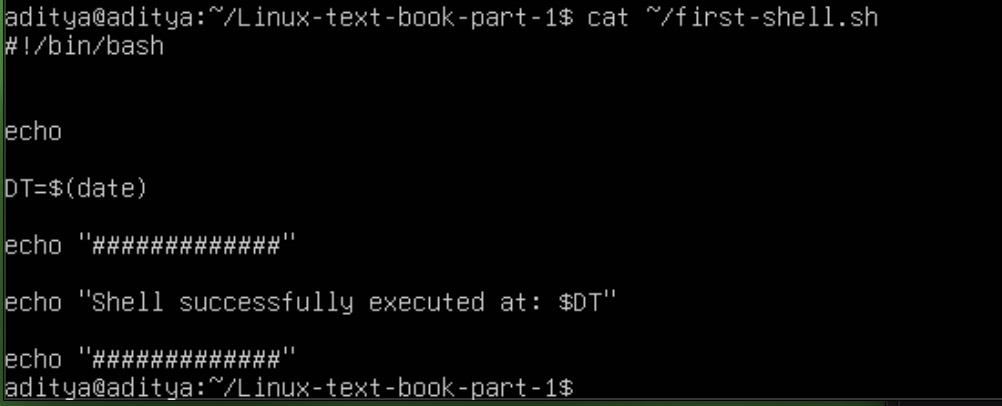 aditya@aditya:~/Linux-text-book-part-1$ cat ~/first-shell.sh
#!/bin/bash
echo
DT=$(date)
echo "#############"
echo "Shell successfully executed at: $DT"
echo "#############"
aditya@aditya:~/Linux-text-book-part-1$